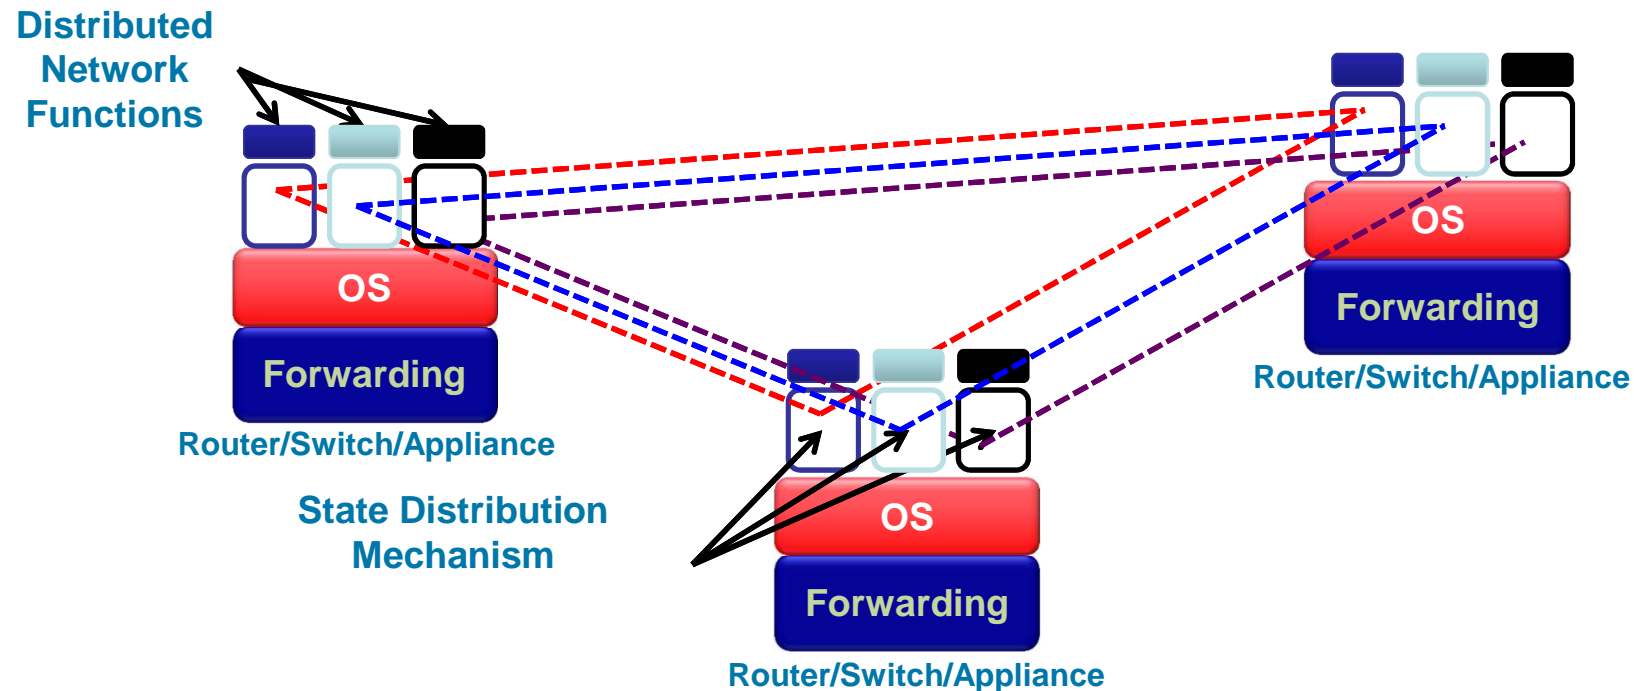 Distributed
Network
Functions
OS
Forwarding
Router/Switch/Appliance
OS
Forwarding
Router/Switch/Appliance
State Distribution
Mechanism
OS
Forwarding
Router/Switch/Appliance